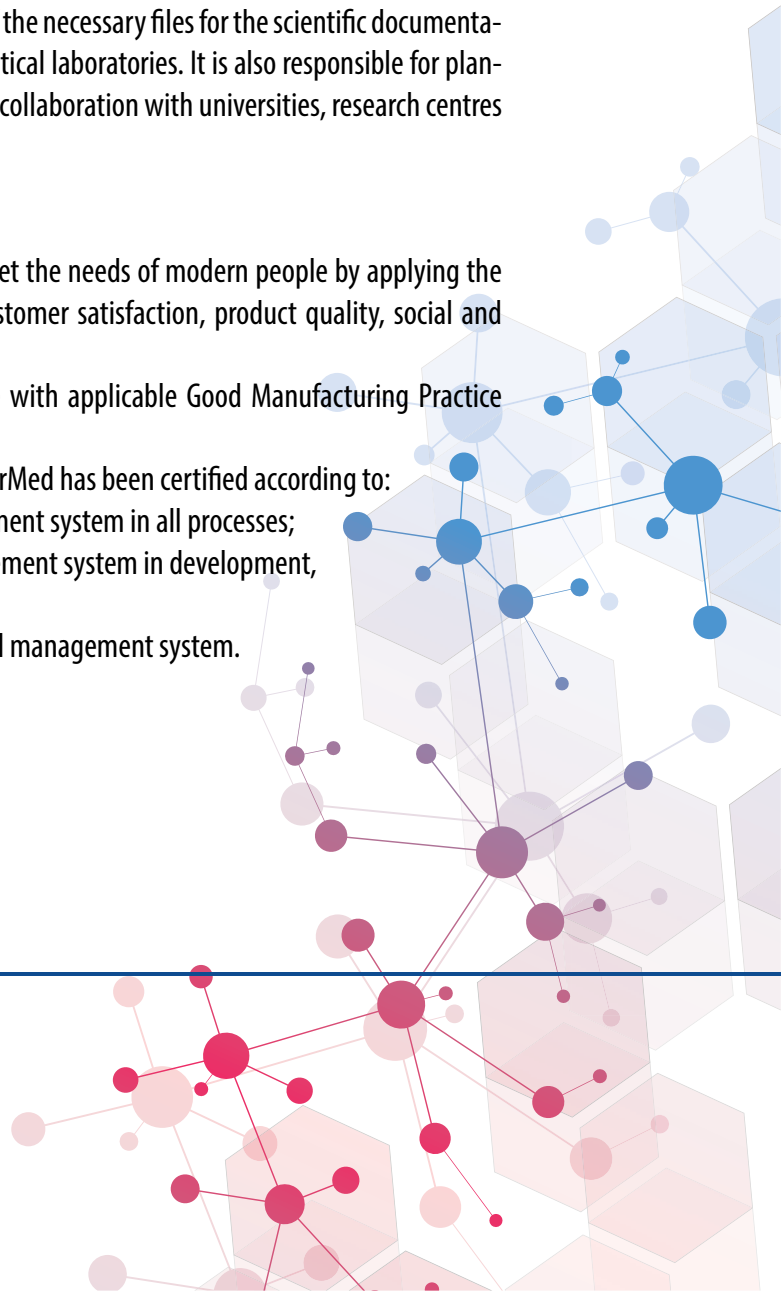 the necessary files for the scientific documenta-
tical laboratories. It is also responsible for plan-
collaboration with universities, research centres
et the needs of modern people by applying the
stomer satisfaction, product quality, social and
with applicable Good Manufacturing Practice
rMed has been certified according to:
ment system in all processes;
ement system in development,
l management system.